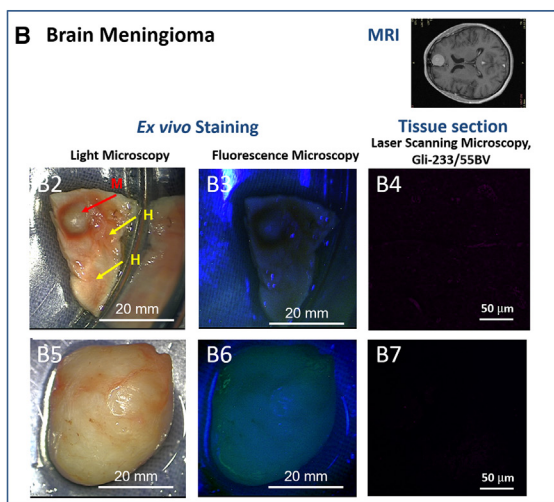 B Brain Meningioma
MRI
Ex vivo Staining
Tissue section
Light Microscopy
Fluorescence Microscopy
Laser Scanning Microscopy,
Gli-233/55BV
B2
M
H
H
20 mm
B3
20 mm
B4
50 µm
B5
20 mm
B6
20 mm
B7
50 µm